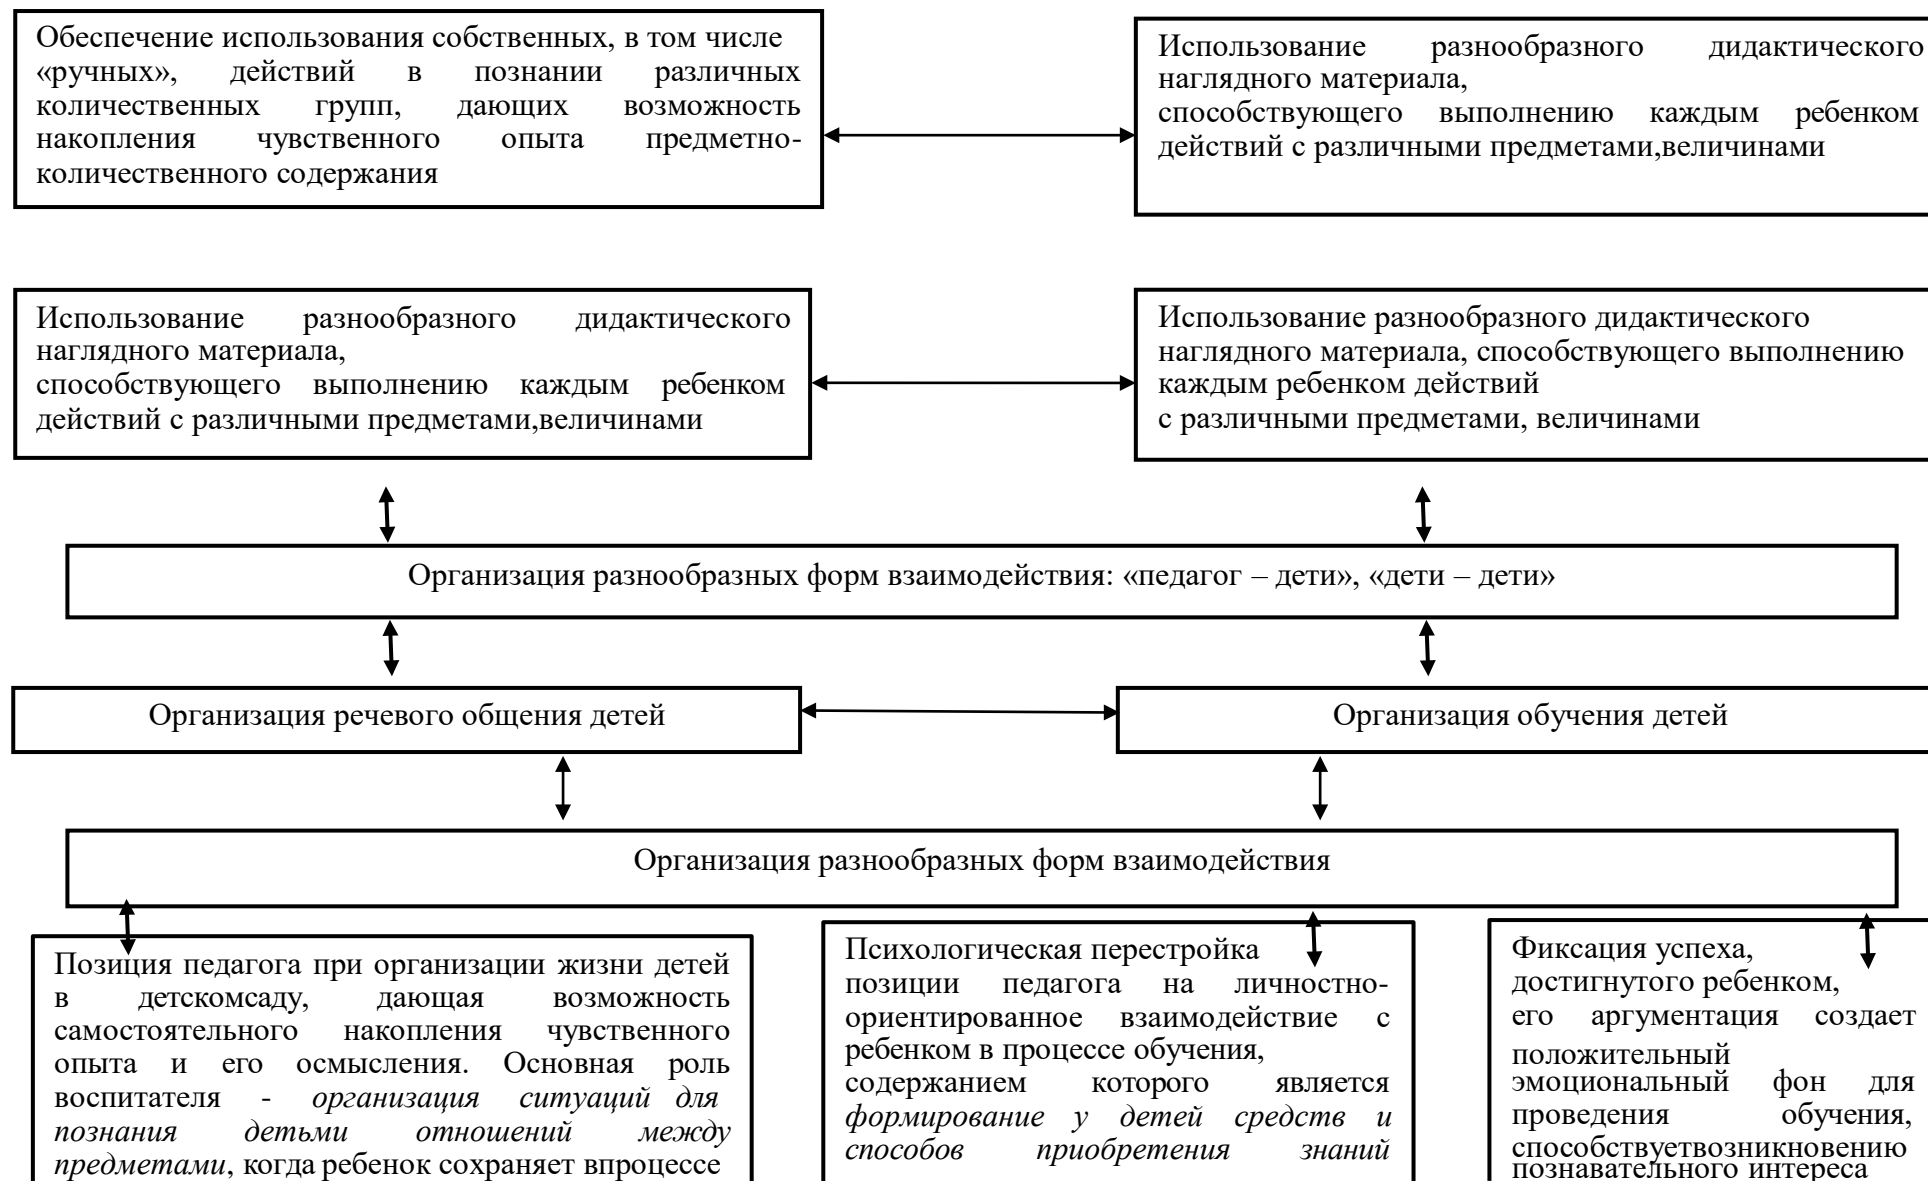 Обеспечение использования собственных, в том числе
«ручных», действий в познании различных
количественных групп, дающих возможность
накопления чувственного опыта предметно-
количественного содержания
Использование разнообразного дидактического
наглядного материала,
способствующего выполнению каждым ребенком
действий с различными предметами,величинами
Использование разнообразного дидактического
наглядного материала,
способствующего выполнению каждым ребенком
действий с различными предметами,величинами
Использование разнообразного дидактического
наглядного материала, способствующего выполнению
каждым ребенком действий
с различными предметами, величинами
Организация разнообразных форм взаимодействия: «педагог – дети», «дети – дети»
Организация речевого общения детей
Организация обучения детей
Организация разнообразных форм взаимодействия
Позиция педагога при организации жизни детей
в детскомсаду, дающая возможность
самостоятельного накопления чувственного
опыта и его осмысления. Основная роль
воспитателя - организация ситуаций для
познания детьми отношений между
предметами, когда ребенок сохраняет впроцессе
Психологическая перестройка
позиции педагога на личностно-
ориентированное взаимодействие с
ребенком в процессе обучения,
содержанием которого является
формирование у детей средств и
способов приобретения знаний
Фиксация успеха,
достигнутого ребенком,
его аргументация создает
положительный
эмоциональный фон для
проведения обучения,
способствуетвозникновению
познавательного интереса